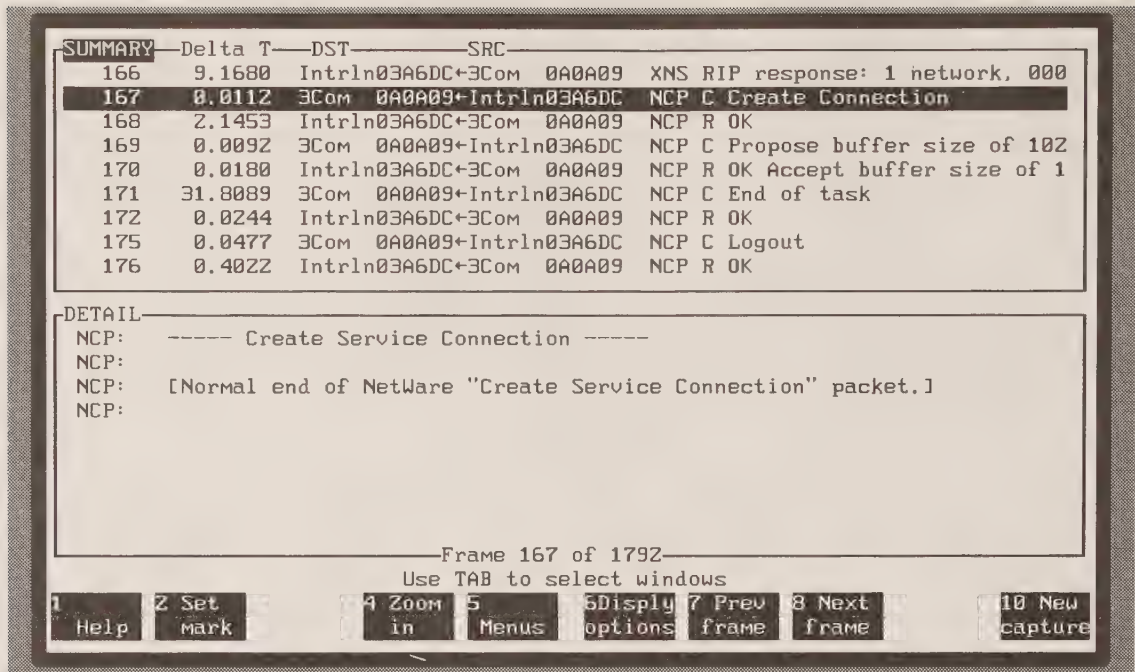 SUMMARY Delta T DST SRC
166 9.1680 Intrln03A6DC←3Com 0A0A09 XNS RIP response: 1 network, 000
167 0.0112 3Com 0A0A09←Intrln03A6DC NCP C Create Connection
168 2.1453 Intrln03A6DC←3Com 0A0A09 NCP R OK
169 0.0092 3Com 0A0A09←Intrln03A6DC NCP C Propose buffer size of 102
170 0.0180 Intrln03A6DC←3Com 0A0A09 NCP R OK Accept buffer size of 1
171 31.8089 3Com 0A0A09←Intrln03A6DC NCP C End of task
172 0.0244 Intrln03A6DC←3Com 0A0A09 NCP R OK
175 0.0477 3Com 0A0A09←Intrln03A6DC NCP C Logout
176 0.4022 Intrln03A6DC←3Com 0A0A09 NCP R OK
DETAIL
NCP: ----- Create Service Connection -----
NCP:
NCP: [Normal end of NetWare "Create Service Connection" packet.]
NCP:
Frame 167 of 1792
Use TAB to select windows
1 2 Set 4 Zoom 5 6Disply 7 Prev 8 Next 10 New
Help mark in Menus options frame frame capture